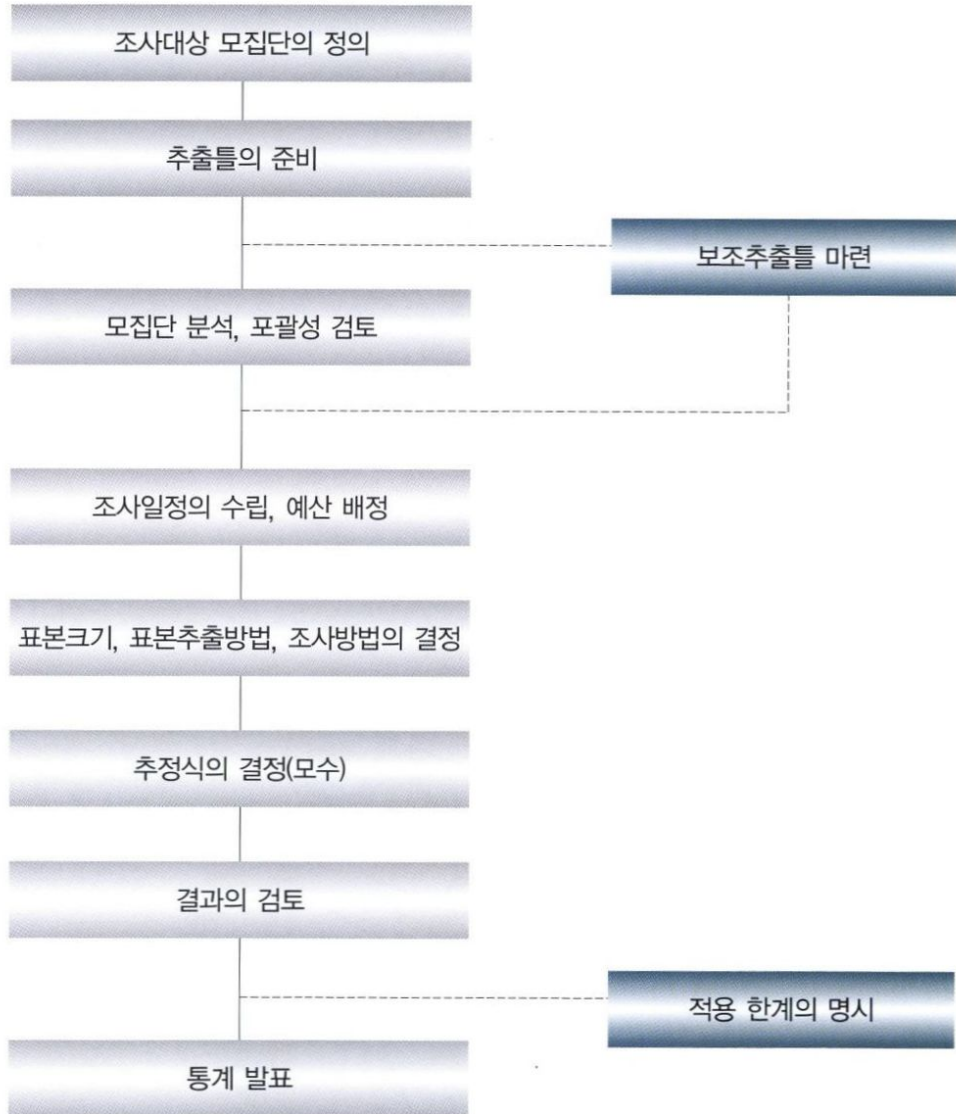 조사대상 모집단의 정의
추출틀의 준비
보조추출틀 마련
모집단 분석, 포괄성 검토
조사일정의 수립, 예산 배정
표본크기, 표본추출방법, 조사방법의 결정
추정식의 결정(모수)
결과의 검토
적용 한계의 명시
통계 발표